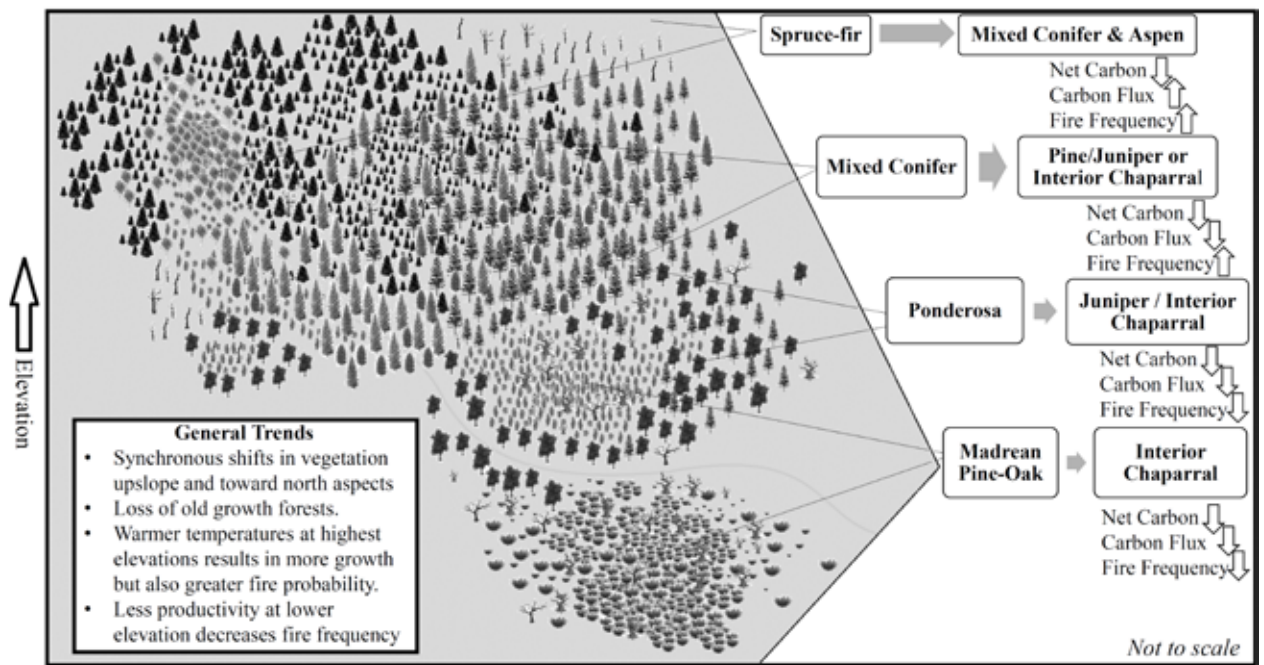 Spruce-fir
Mixed Conifer & Aspen
Net Carbon
Carbon Flux
Fire Frequency
Mixed Conifer
Pine/Juniper or
Interior Chaparral
Net Carbon
Carbon Flux
Fire Frequency
Elevation
Ponderosa
Juniper / Interior
Chaparral
Net Carbon
Carbon Flux
Fire Frequency
General Trends
• Synchronous shifts in vegetation
upslope and toward north aspects
• Loss of old growth forests.
• Warmer temperatures at highest
elevations results in more growth
but also greater fire probability.
• Less productivity at lower
elevation decreases fire frequency
Madrean
Pine-Oak
Interior
Chaparral
Net Carbon
Carbon Flux
Fire Frequency
Not to scale